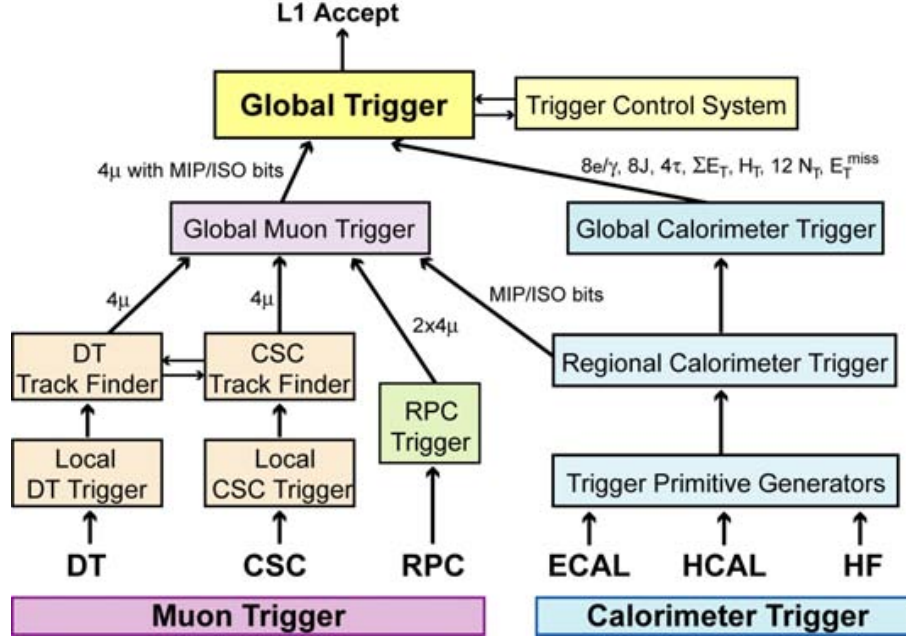 L1 Accept
Global Trigger
Trigger Control System
4μ with MIP/ISO bits
8e/γ, 8J, 4τ, ΣE_T, H_T, 12 N_T, E_T^miss
Global Muon Trigger
Global Calorimeter Trigger
4μ
4μ
2x4μ
MIP/ISO bits
DT
Track Finder
CSC
Track Finder
Regional Calorimeter Trigger
RPC
Trigger
Local
DT Trigger
Local
CSC Trigger
Trigger Primitive Generators
DT
CSC
RPC
ECAL
HCAL
HF
Muon Trigger
Calorimeter Trigger